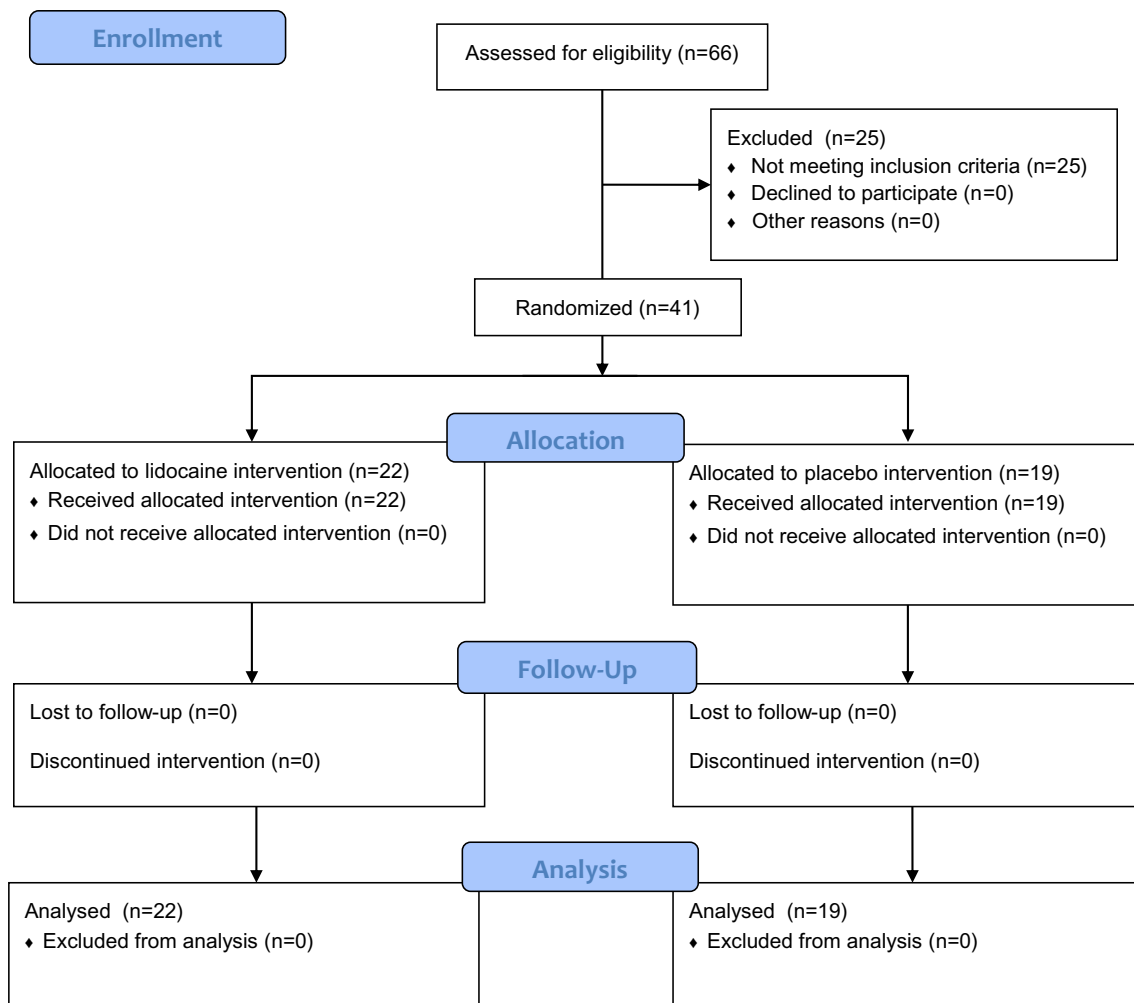 Enrollment
Assessed for eligibility (n=66)
Excluded (n=25)
♦ Not meeting inclusion criteria (n=25)
♦ Declined to participate (n=0)
♦ Other reasons (n=0)
Randomized (n=41)
Allocation
Allocated to lidocaine intervention (n=22)
♦ Received allocated intervention (n=22)
♦ Did not receive allocated intervention (n=0)
Allocated to placebo intervention (n=19)
♦ Received allocated intervention (n=19)
♦ Did not receive allocated intervention (n=0)
Follow-Up
Lost to follow-up (n=0)
Discontinued intervention (n=0)
Lost to follow-up (n=0)
Discontinued intervention (n=0)
Analysis
Analysed (n=22)
♦ Excluded from analysis (n=0)
Analysed (n=19)
♦ Excluded from analysis (n=0)